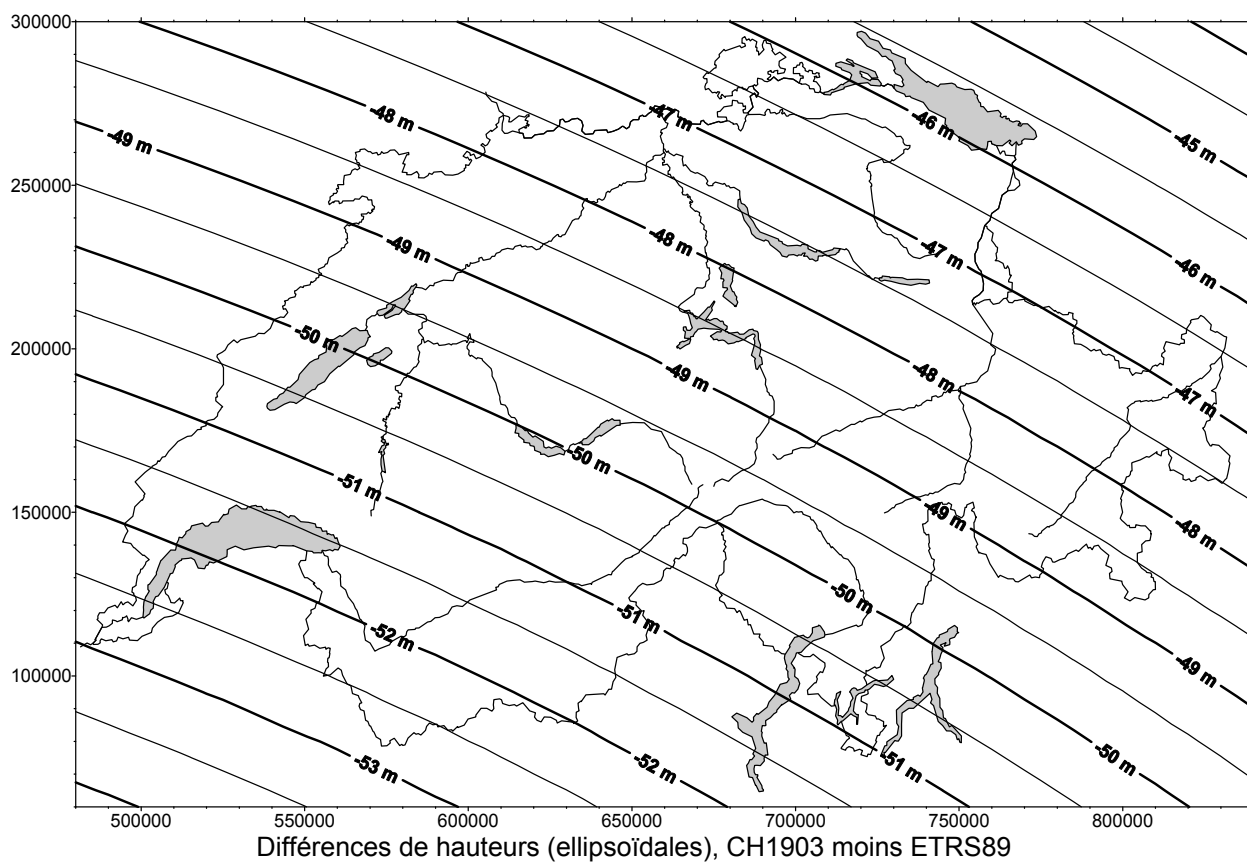 300000
250000
200000
150000
100000
-45 m
-46 m
-47 m
-48 m
-49 m
-46 m
-47 m
-48 m
-49 m
-50 m
-47 m
-48 m
-49 m
-50 m
-51 m
-48 m
-49 m
-50 m
-51 m
-52 m
-49 m
-50 m
-51 m
-52 m
-53 m
500000 550000 600000 650000 700000 750000 800000
Différences de hauteurs (ellipsoïdales), CH1903 moins ETRS89